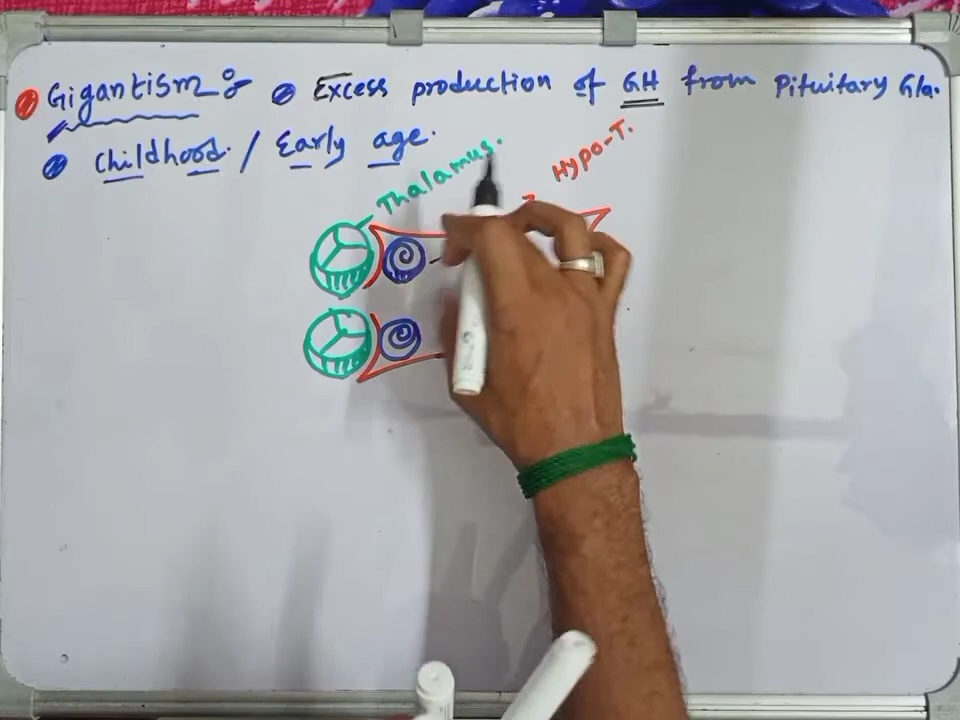 Gigantism :- Excess production of GH from Pituitary Gla.
Childhood. / Early age.
Thalamus.
Hypo-T.